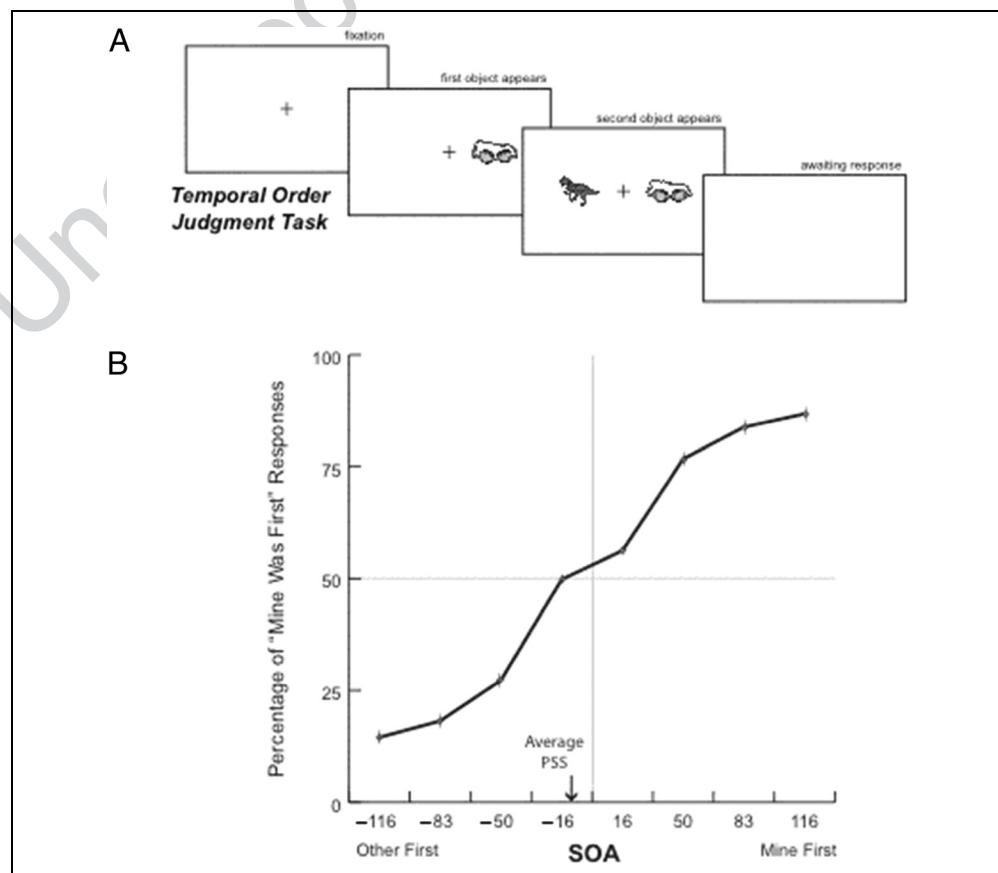 A
fixation
first object appears
second object appears
awaiting response
Temporal Order
Judgment Task
B
Percentage of "Mine Was First" Responses
100
75
50
25
0
Average
PSS
−116 −83 −50 −16 16 50 83 116
Other First SOA Mine First